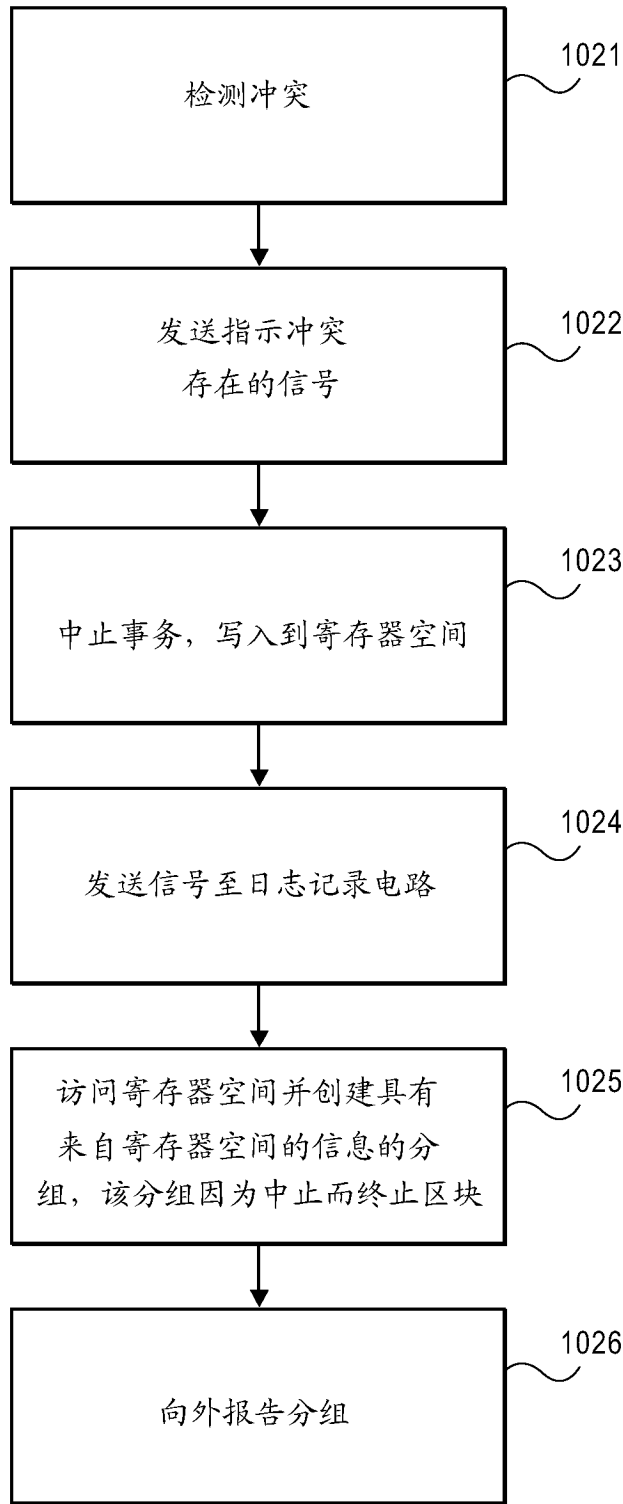 检测冲突
1021
发送指示冲突
存在的信号
1022
中止事务，写入到寄存器空间
1023
发送信号至日志记录电路
1024
访问寄存器空间并创建具有
来自寄存器空间的信息的分
组，该分组因为中止而终止区块
1025
向外报告分组
1026